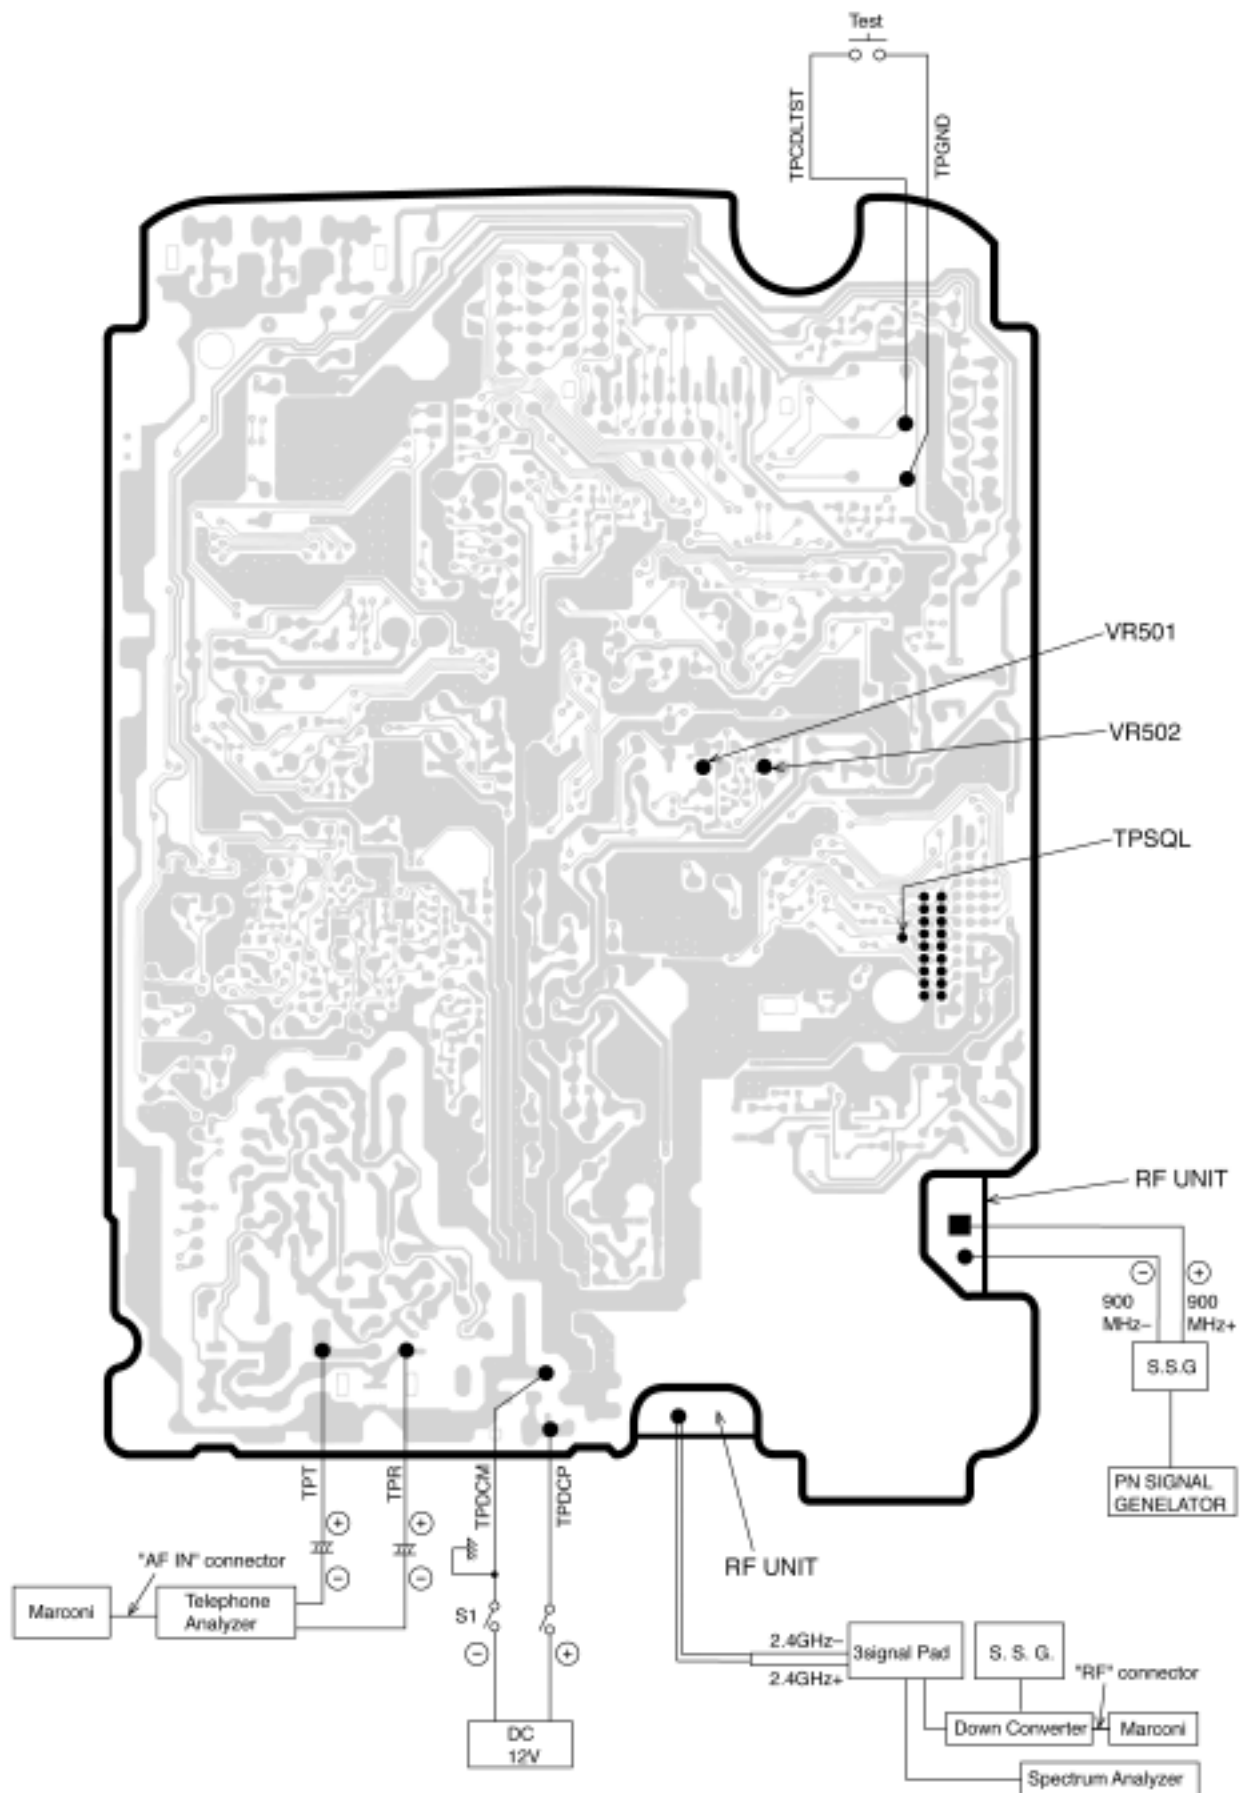 Test
TPCDLTST
TPGND
VR501
VR502
TPSQL
RF UNIT
− +
900
MHz−
900
MHz+
S.S.G
PN SIGNAL
GENELATOR
TPT
TPR
TPDCM
TPDCP
RF UNIT
+ +
− −
"AF IN" connector
Marconi
Telephone
Analyzer
S1
− +
DC
12V
2.4GHz−
2.4GHz+
3signal Pad
S. S. G.
"RF" connector
Down Converter
Marconi
Spectrum Analyzer